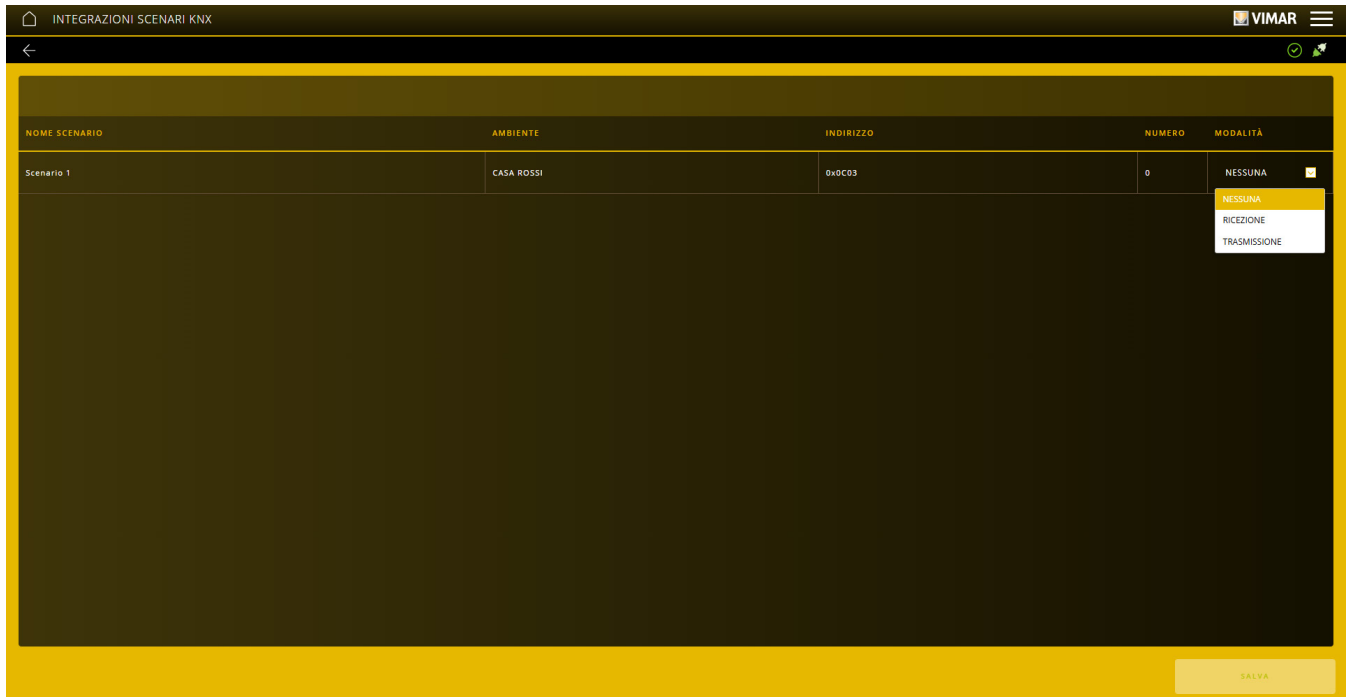 INTEGRAZIONI SCENARI KNX
VIMAR
NOME SCENARIO AMBIENTE INDIRIZZO NUMERO MODALITÀ
Scenario 1 CASA ROSSI 0x0C03 0 NESSUNA
NESSUNA
RICEZIONE
TRASMISSIONE
SALVA